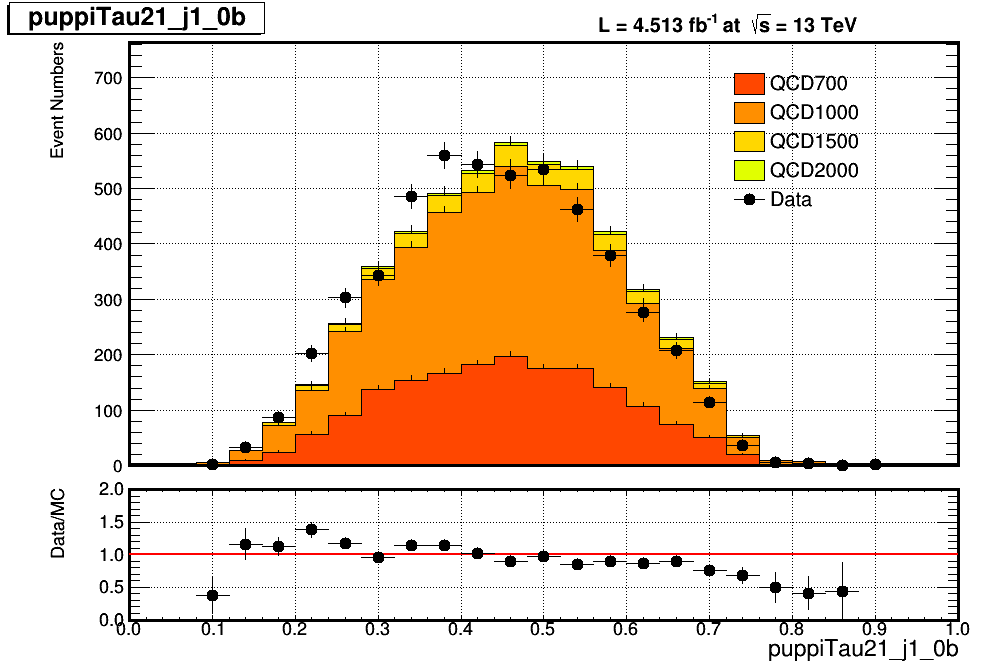 puppiTau21_j1_0b
L = 4.513 fb⁻¹ at √s = 13 TeV
Event Numbers
700
600
500
400
300
200
100
0
QCD700
QCD1000
QCD1500
QCD2000
Data
Data/MC
2.0
1.5
1.0
0.5
0.0
0.0 0.1 0.2 0.3 0.4 0.5 0.6 0.7 0.8 0.9 1.0
puppiTau21_j1_0b